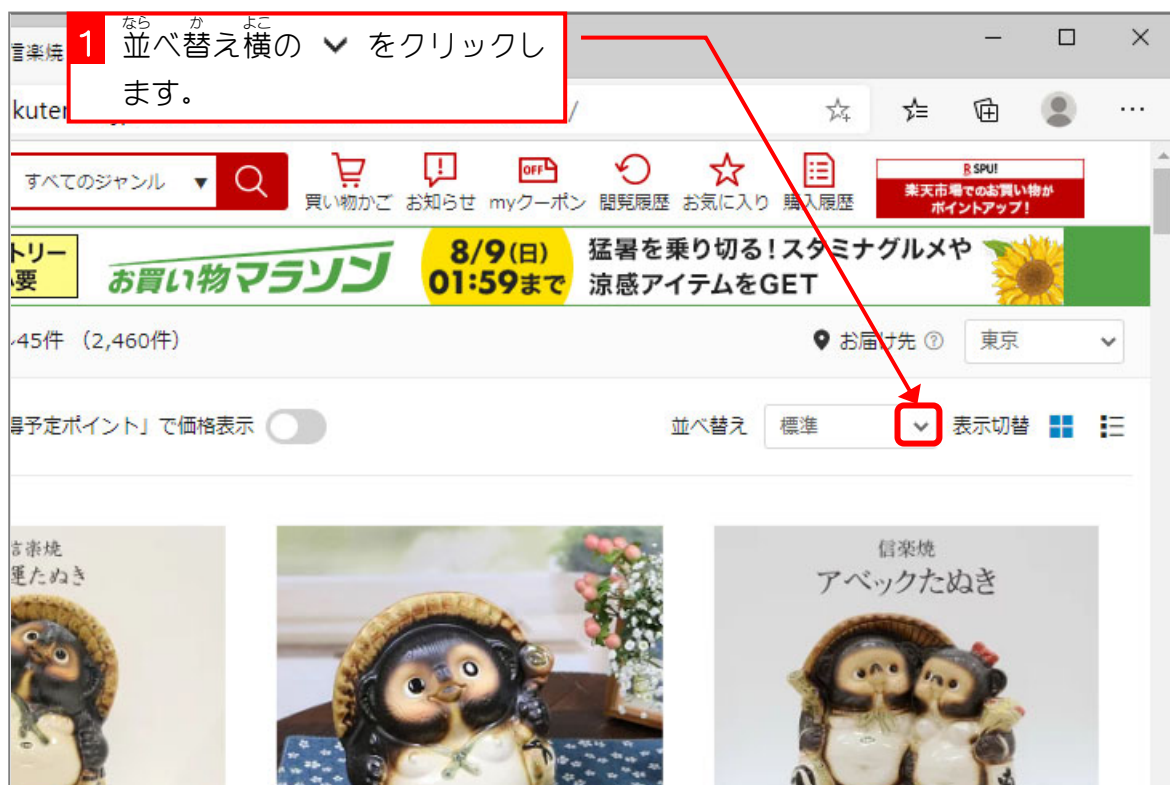 なら か よこ
1 並べ替え横の ⌄ をクリックし
ます。
信楽焼
kuten
/
すべてのジャンル ▼
買い物かご お知らせ myクーポン 閲覧履歴 お気に入り 購入履歴
OFF
R SPU!
楽天市場でのお買い物が
ポイントアップ!
トリー
要
お買い物マラソン
8/9(日)
01:59まで
猛暑を乗り切る!スタミナグルメや
涼感アイテムをGET
45件 (2,460件)
お届け先 ? 東京
得予定ポイント」で価格表示
並べ替え 標準 表示切替
信楽焼
運たぬき
信楽焼
アベックたぬき